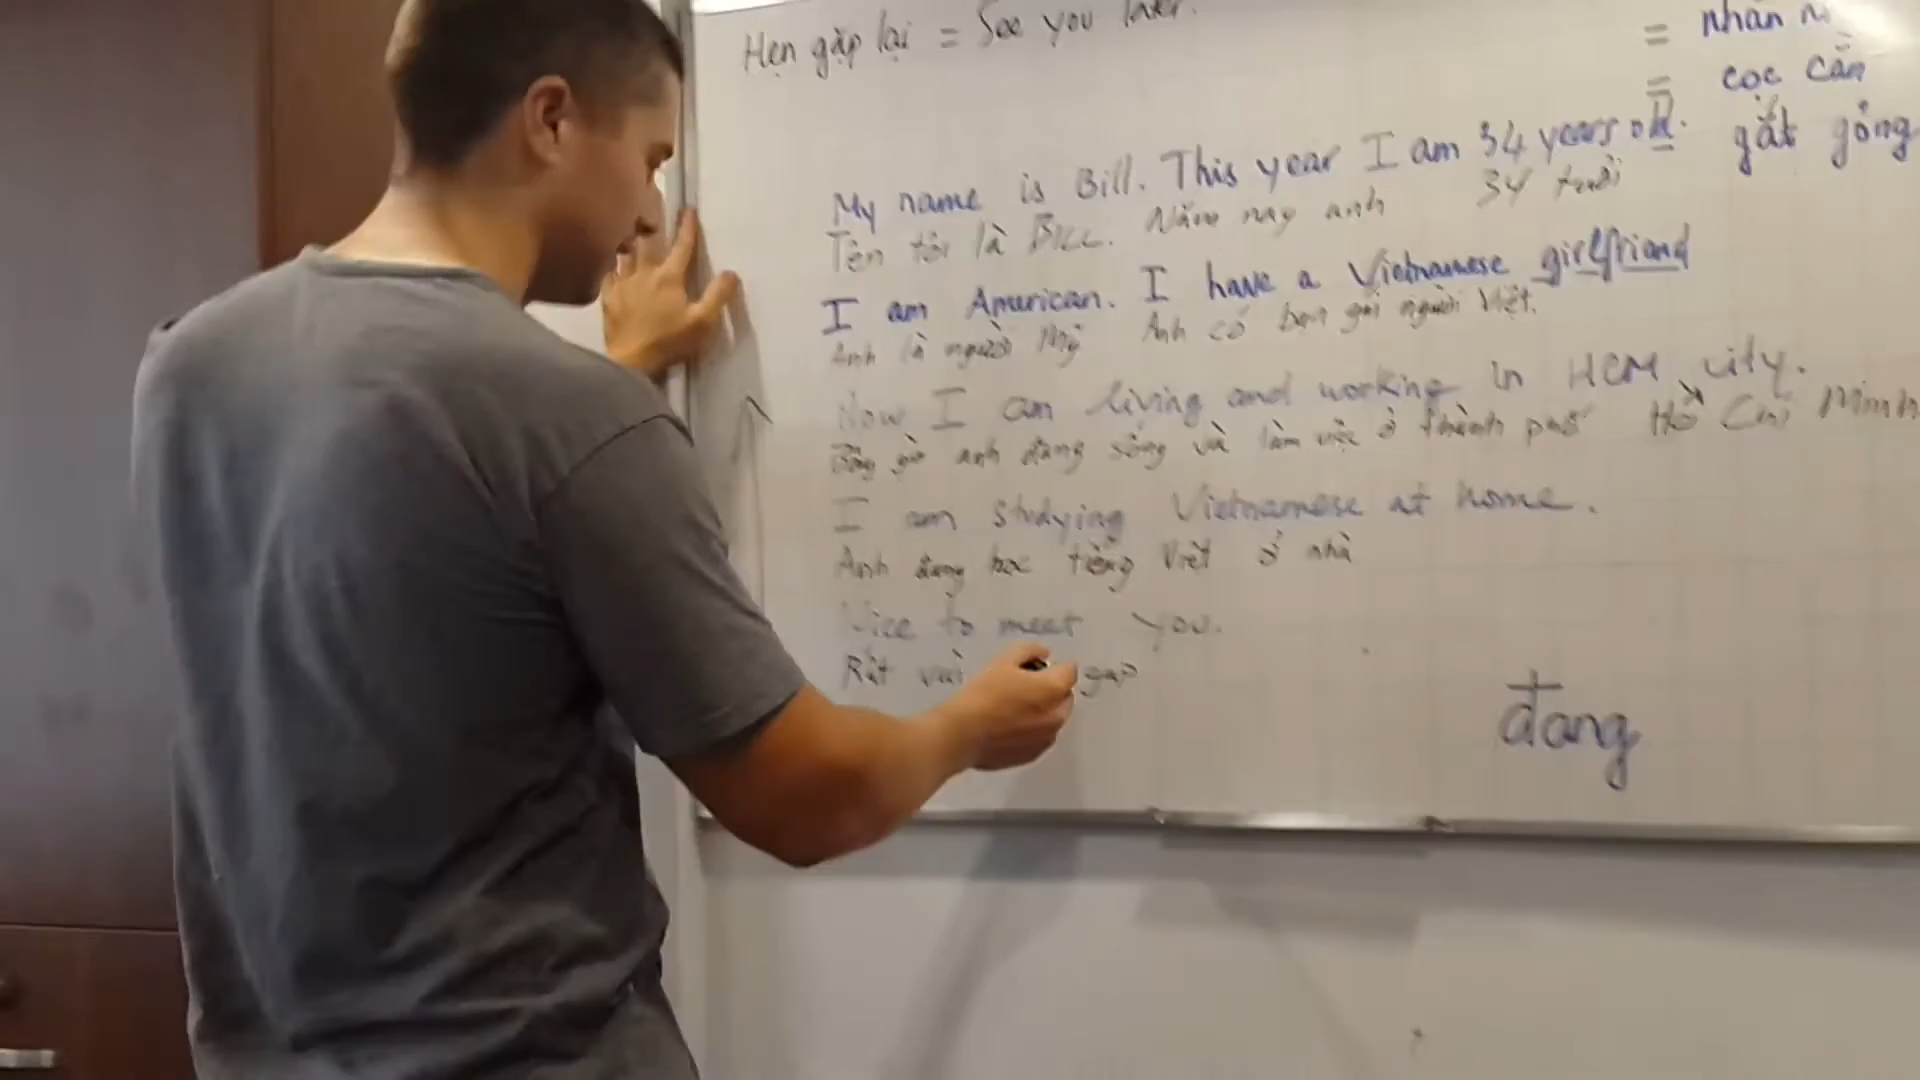 Hẹn gặp lại = See you later.
= nhăn
= cọc cằn
gắt gỏng
My name is Bill. This year I am 34 years old.
Tên tôi là BILL. Năm nay anh 34 tuổi
I am American. I have a Vietnamese girlfriend
Anh là người Mỹ Anh có bạn gái người Việt.
Now I am living and working in HCM city.
Bây giờ anh đang sống và làm việc ở thành phố Hồ Chí Minh
I am studying Vietnamese at home.
Anh đang học tiếng Việt ở nhà
Nice to meet you.
Rất vui gặp
đang